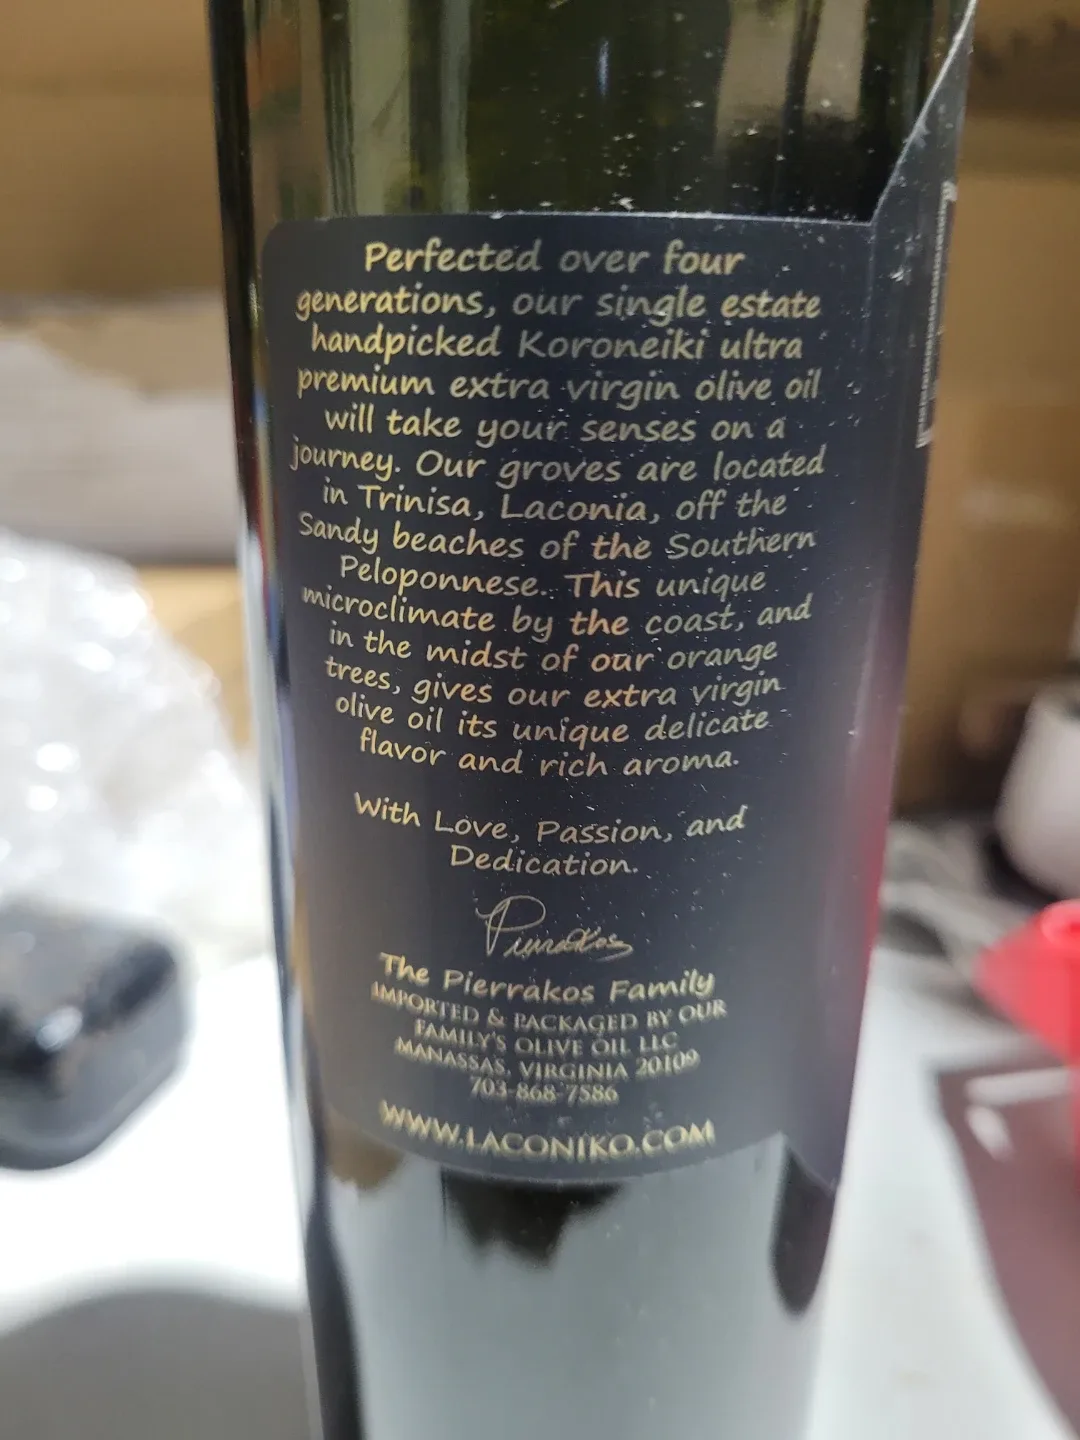 Perfected over four
generations, our single estate
handpicked Koroneiki ultra
premium extra virgin olive oil
will take your senses on a
journey. Our groves are located
in Trinisa, Laconia, off the
Sandy beaches of the Southern
Peloponnese. This unique
microclimate by the coast, and
in the midst of our orange
trees, gives our extra virgin
olive oil its unique delicate
flavor and rich aroma.
With Love, Passion, and
Dedication.
Pierrakos
The Pierrakos Family
IMPORTED & PACKAGED BY OUR
FAMILY'S OLIVE OIL LLC
MANASSAS, VIRGINIA 20109
703-868-7586
WWW.LACONIKO.COM